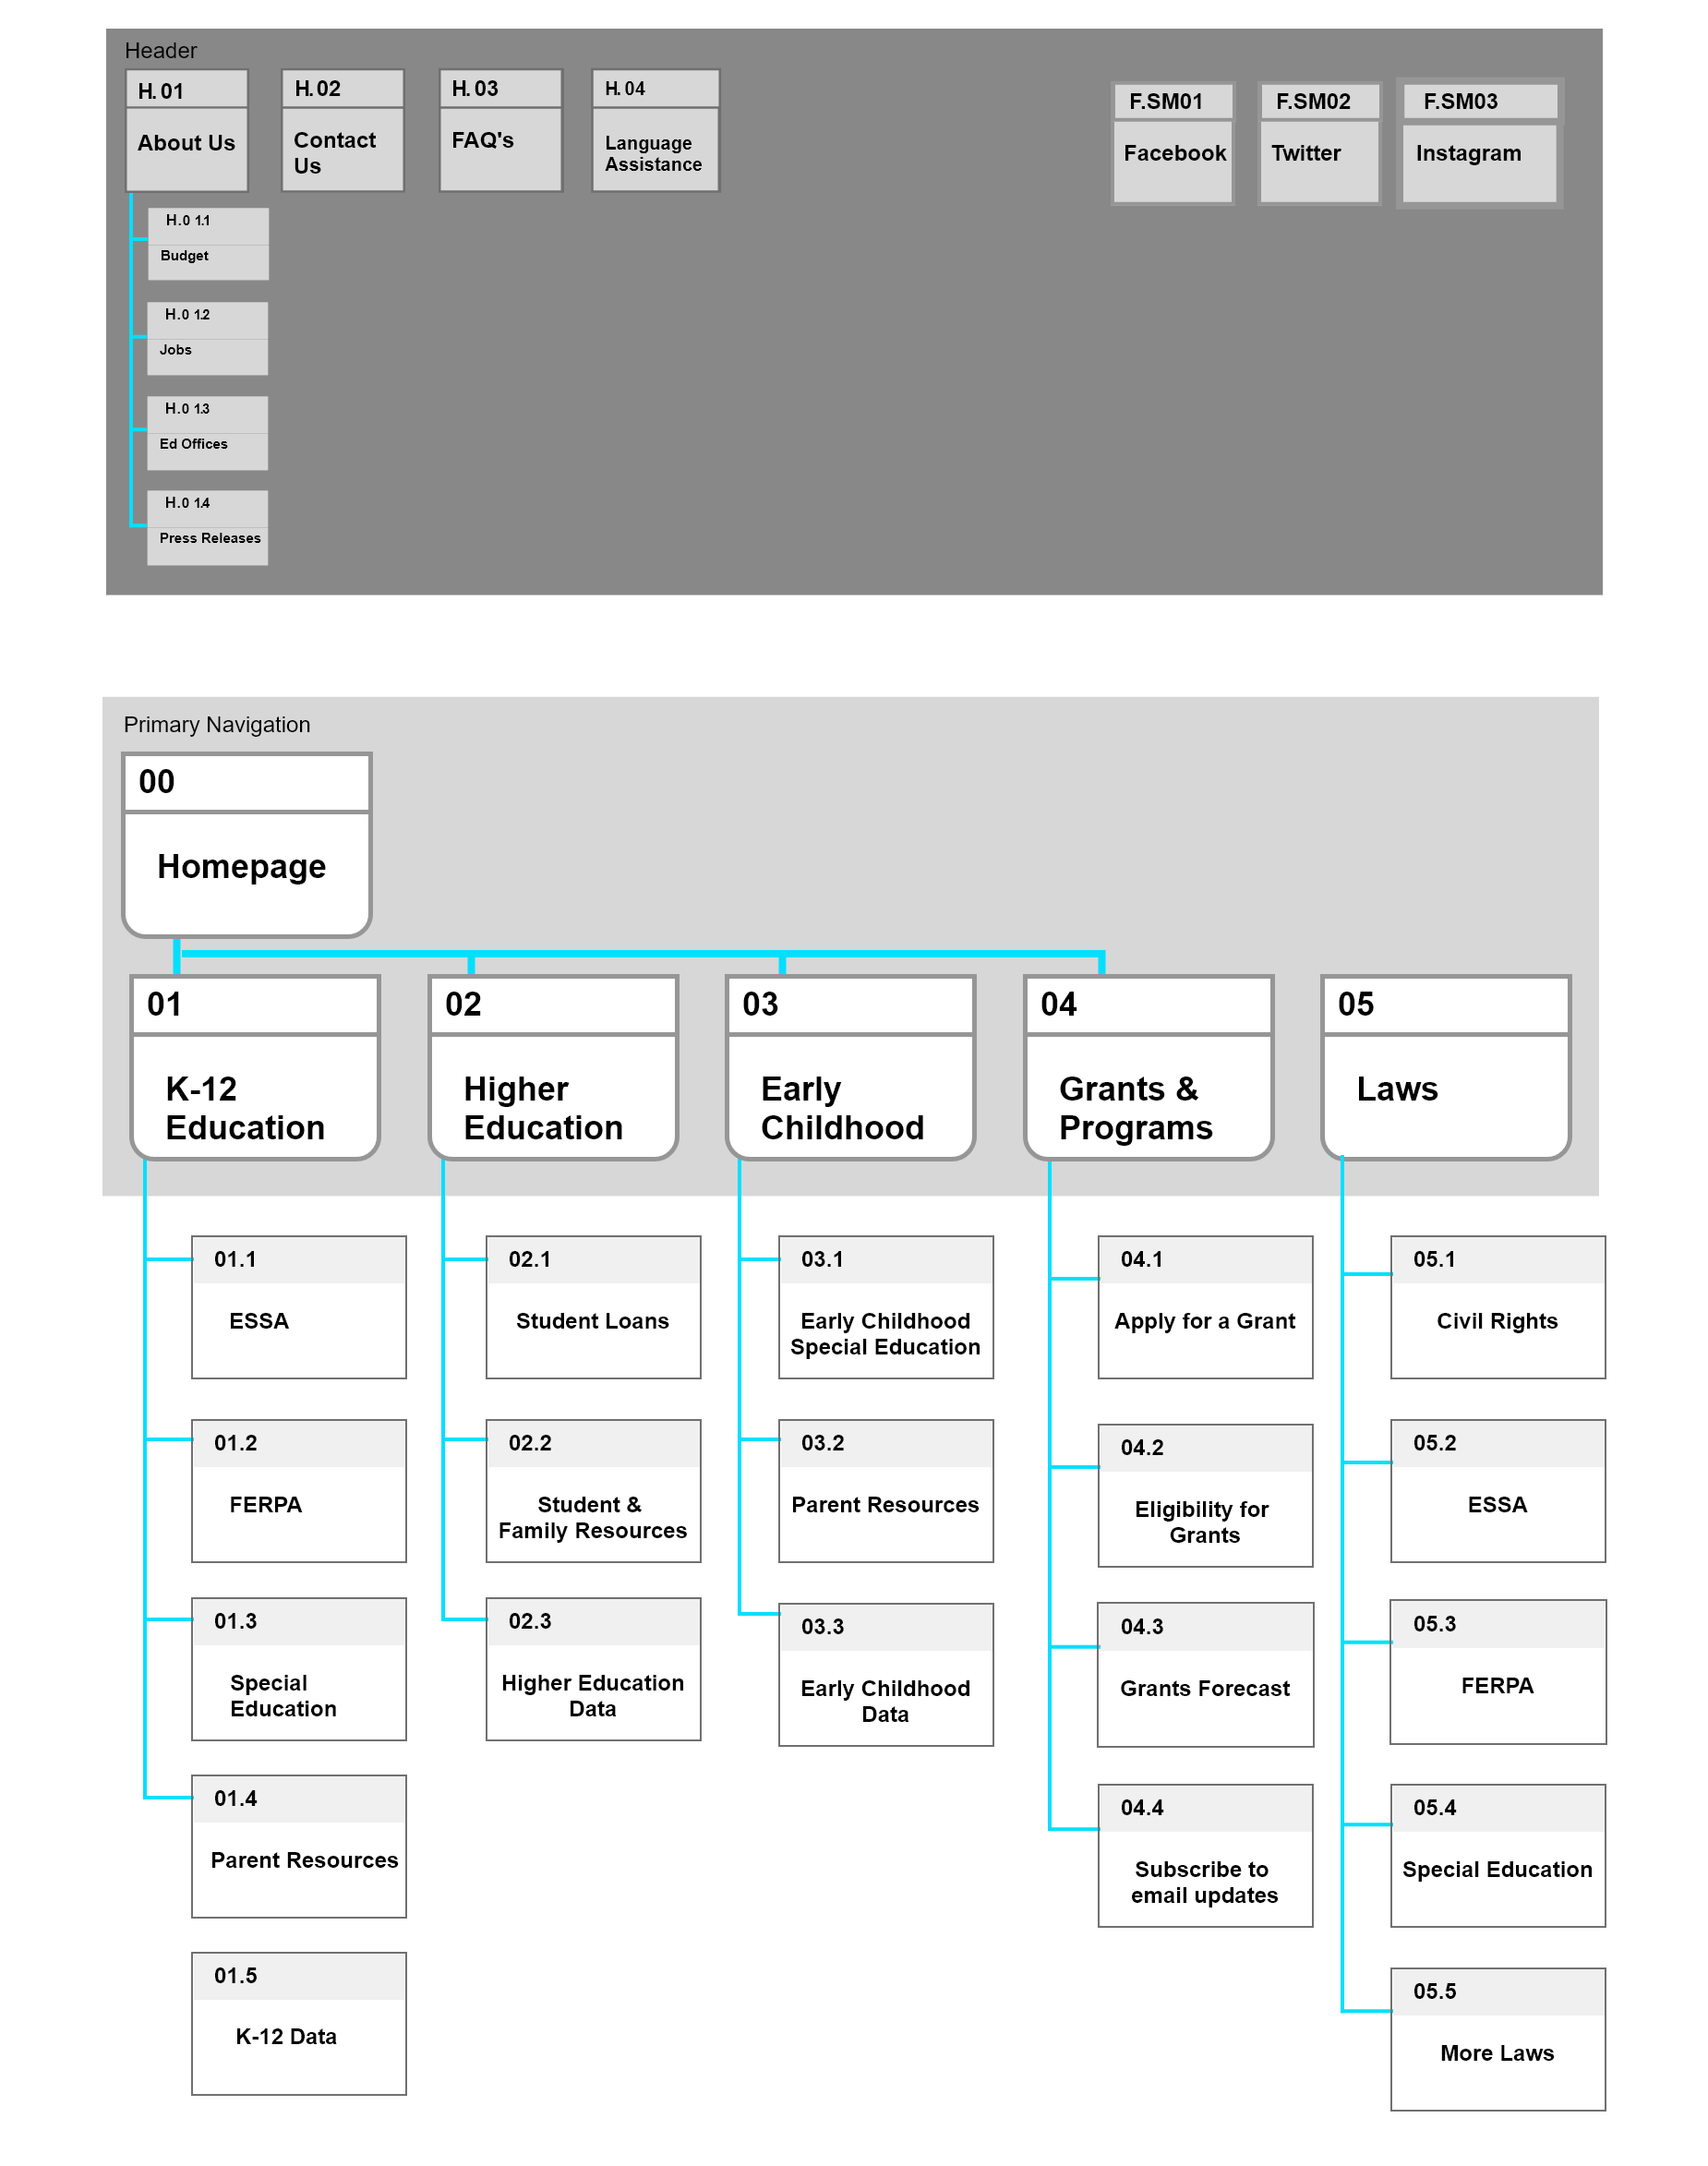 Header
H. 01
About Us
H. 02
Contact
Us
H. 03
FAQ's
H. 04
Language
Assistance
F.SM01
Facebook
F.SM02
Twitter
F.SM03
Instagram
H.0 1.1
Budget
H.0 1.2
Jobs
H.0 1.3
Ed Offices
H.0 1.4
Press Releases
Primary Navigation
00
Homepage
01
K-12
Education
02
Higher
Education
03
Early
Childhood
04
Grants &
Programs
05
Laws
01.1
ESSA
01.2
FERPA
01.3
Special
Education
01.4
Parent Resources
01.5
K-12 Data
02.1
Student Loans
02.2
Student &
Family Resources
02.3
Higher Education
Data
03.1
Early Childhood
Special Education
03.2
Parent Resources
03.3
Early Childhood
Data
04.1
Apply for a Grant
04.2
Eligibility for
Grants
04.3
Grants Forecast
04.4
Subscribe to
email updates
05.1
Civil Rights
05.2
ESSA
05.3
FERPA
05.4
Special Education
05.5
More Laws